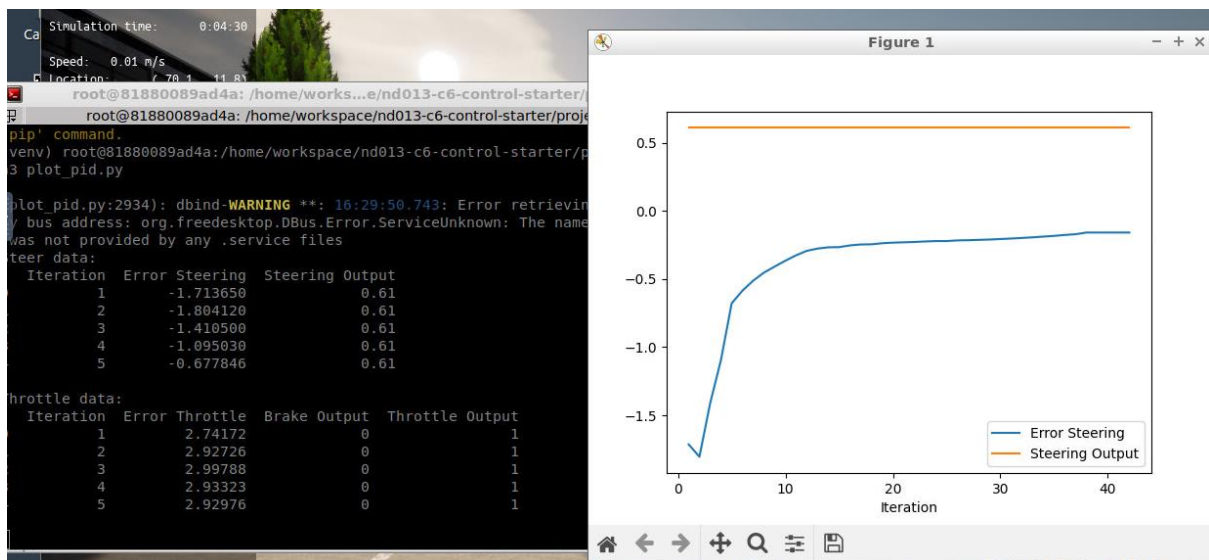 Ca
Simulation time: 0:04:30
Speed: 0.01 m/s
Location: ( 70.1, 11.8)
root@81880089ad4a: /home/works...e/nd013-c6-control-starter/p
root@81880089ad4a: /home/workspace/nd013-c6-control-starter/proje
pip' command.
venv) root@81880089ad4a:/home/workspace/nd013-c6-control-starter/p
3 plot_pid.py
plot_pid.py:2934): dbind-WARNING **: 16:29:50.743: Error retrievin
bus address: org.freedesktop.DBus.Error.ServiceUnknown: The name
was not provided by any .service files
teer data:
Iteration Error Steering Steering Output
1 -1.713650 0.61
2 -1.804120 0.61
3 -1.410500 0.61
4 -1.095030 0.61
5 -0.677846 0.61
hrottle data:
Iteration Error Throttle Brake Output Throttle Output
1 2.74172 0 1
2 2.92726 0 1
3 2.99788 0 1
4 2.93323 0 1
5 2.92976 0 1
Figure 1
0.5
0.0
−0.5
−1.0
−1.5
Error Steering
Steering Output
0 10 20 30 40
Iteration